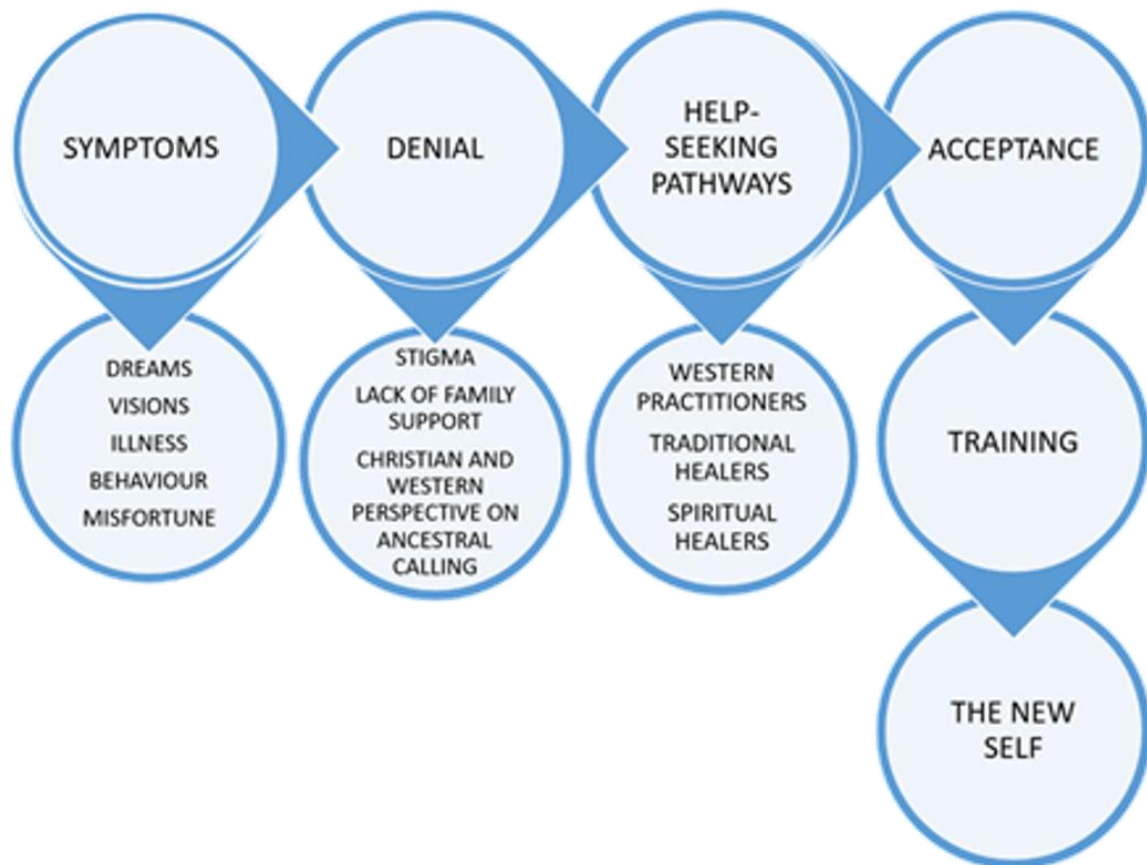 SYMPTOMS
DENIAL
HELP-
SEEKING
PATHWAYS
ACCEPTANCE
DREAMS
VISIONS
ILLNESS
BEHAVIOUR
MISFORTUNE
STIGMA
LACK OF FAMILY
SUPPORT
CHRISTIAN AND
WESTERN
PERSPECTIVE ON
ANCESTRAL
CALLING
WESTERN
PRACTITIONERS
TRADITIONAL
HEALERS
SPIRITUAL
HEALERS
TRAINING
THE NEW
SELF